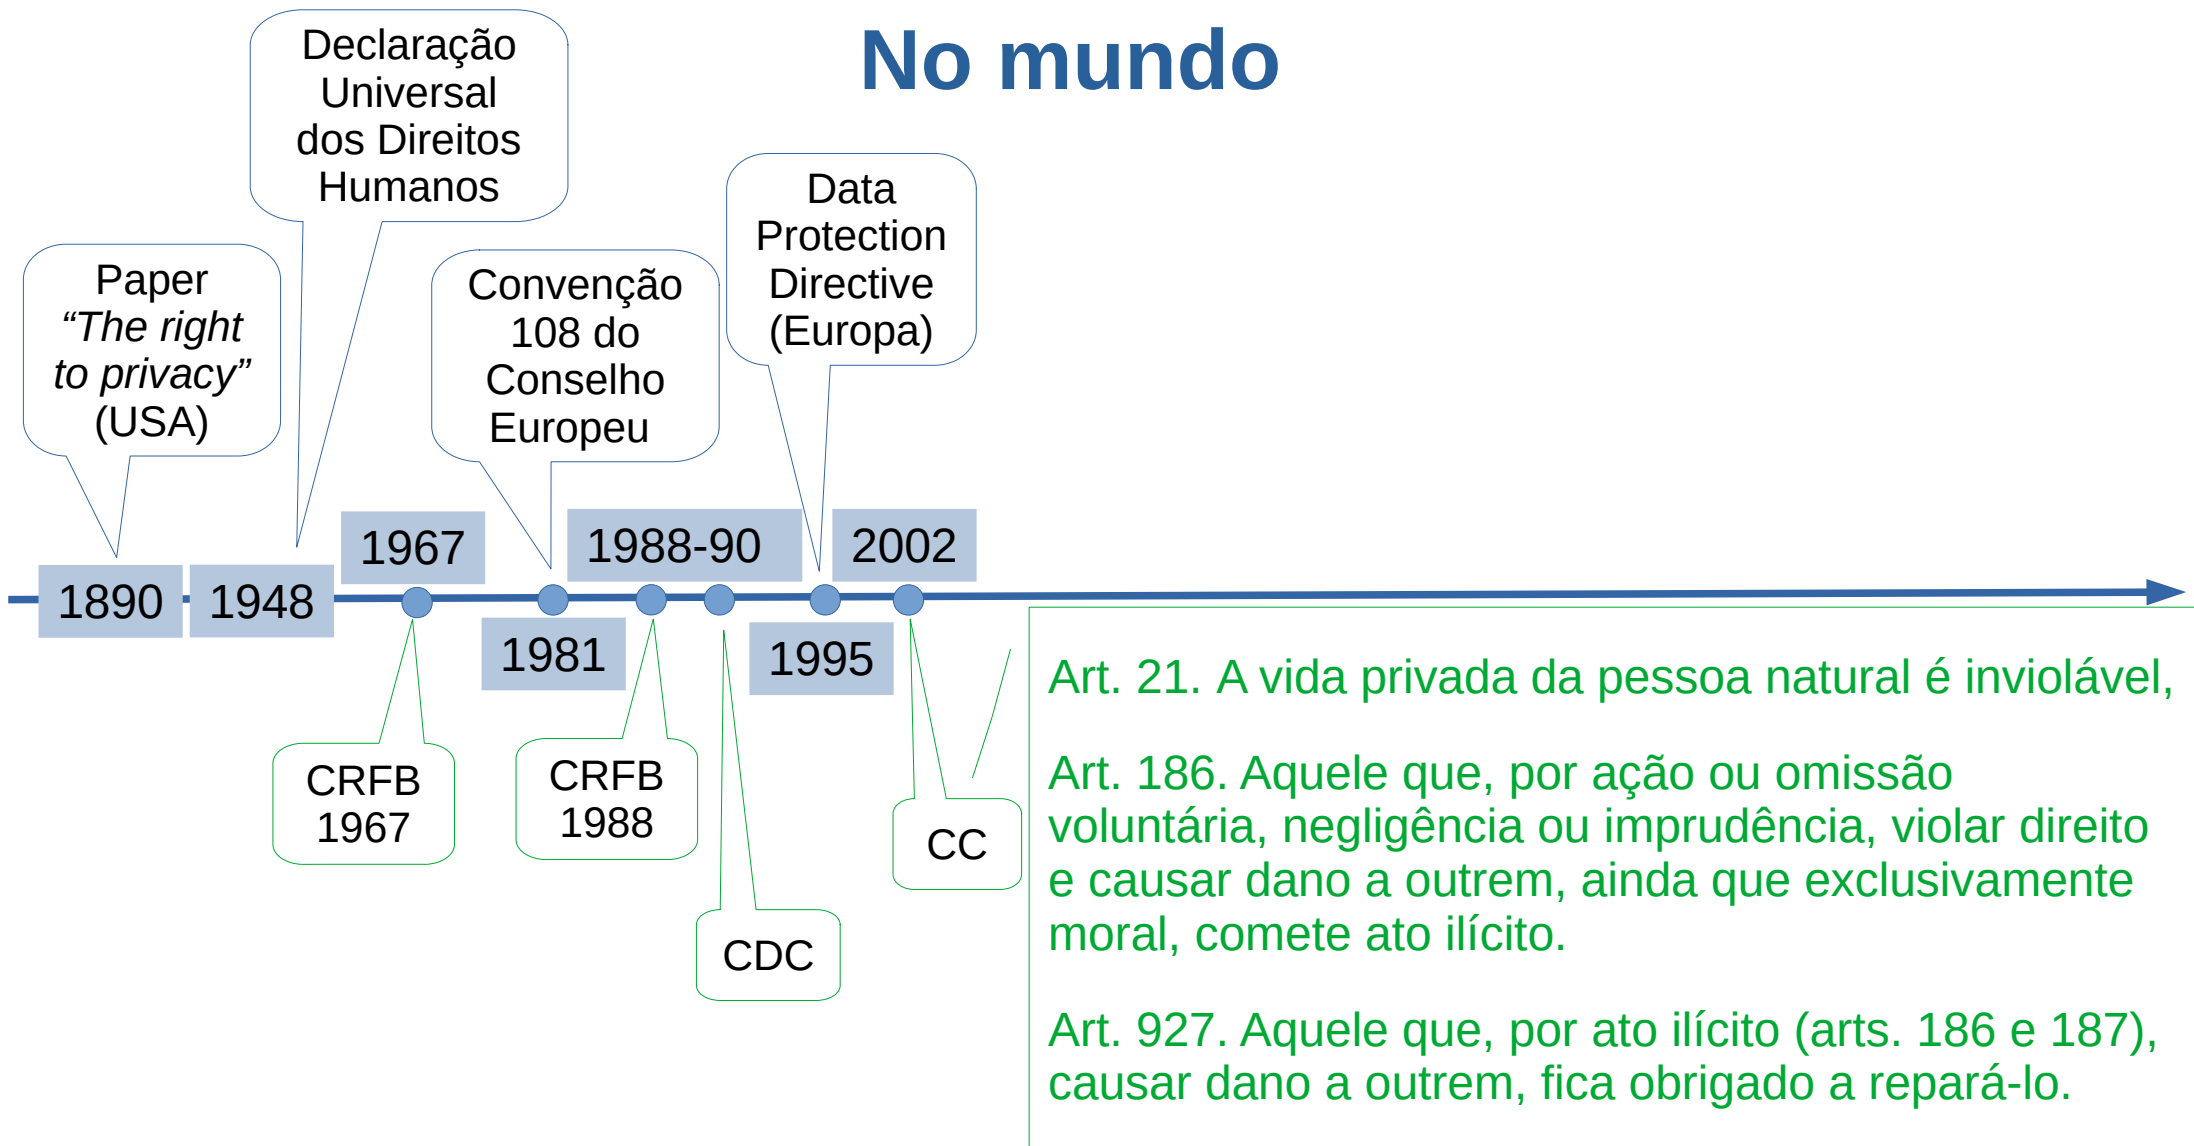 No mundo
Declaração
Universal
dos Direitos
Humanos
Data
Protection
Directive
(Europa)
Paper
“The right
to privacy”
(USA)
Convenção
108 do
Conselho
Europeu
1967
1988-90
2002
1890
1948
1981
1995
CRFB
1967
CRFB
1988
CDC
CC
Art. 21. A vida privada da pessoa natural é inviolável,
Art. 186. Aquele que, por ação ou omissão
voluntária, negligência ou imprudência, violar direito
e causar dano a outrem, ainda que exclusivamente
moral, comete ato ilícito.
Art. 927. Aquele que, por ato ilícito (arts. 186 e 187),
causar dano a outrem, fica obrigado a repará-lo.